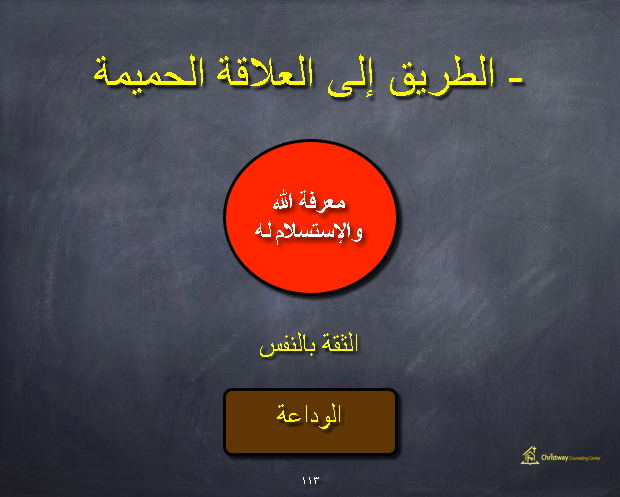 - الطريق إلى العلاقة الحميمة
معرفة الله
والإستسلام له
الثقة بالنفس
الوداعة
Christway Counseling Center
١١٣